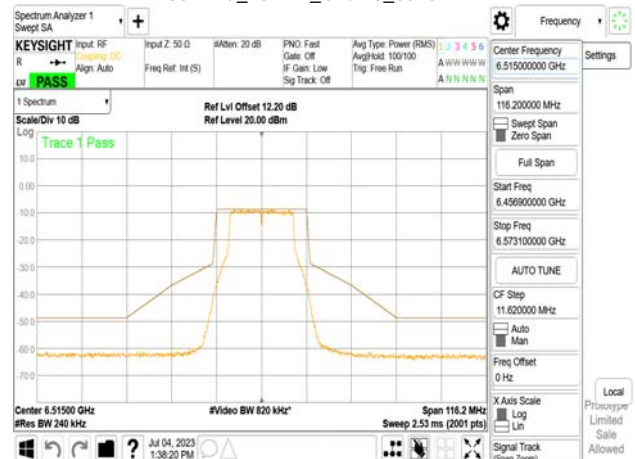 Spectrum Analyzer 1
Swept SA
Frequency
KEYSIGHT
Input: RF
Coupling: DC
Align: Auto
Input Z: 50 Ω
Freq Ref: Int (S)
#Atten: 20 dB
PNO: Fast
Gate: Off
IF Gain: Low
Sig Track: Off
Avg Type: Power (RMS)
Avg|Hold: 100/100
Trig: Free Run
1 2 3 4 5 6
A W W W W W
A N N N N N
R
LV
PASS
Center Frequency
6.515000000 GHz
Settings
Span
116.200000 MHz
Swept Span
Zero Span
Full Span
Start Freq
6.456900000 GHz
Stop Freq
6.573100000 GHz
AUTO TUNE
CF Step
11.620000 MHz
Auto
Man
Freq Offset
0 Hz
X Axis Scale
Log
Lin
Signal Track
(Span Zoom)
Local
Prototype
Limited
Sale
Allowed
1 Spectrum
Scale/Div 10 dB
Ref Lvl Offset 12.20 dB
Ref Level 20.00 dBm
Log
Trace 1 Pass
10.0
0.00
-10.0
-20.0
-30.0
-40.0
-50.0
-60.0
-70.0
Center 6.51500 GHz
#Res BW 240 kHz
#Video BW 820 kHz*
Span 116.2 MHz
Sweep 2.53 ms (2001 pts)
?
Jul 04, 2023
1:38:20 PM